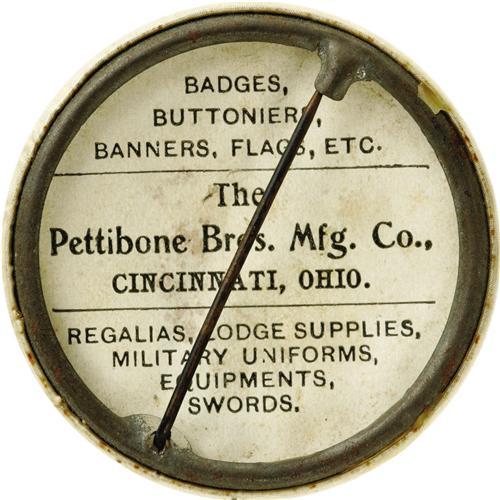 BADGES,
BUTTONIERS,
BANNERS, FLAGS, ETC.
The
Pettibone Bros. Mfg. Co.,
CINCINNATI, OHIO.
REGALIAS, LODGE SUPPLIES,
MILITARY UNIFORMS,
EQUIPMENTS,
SWORDS.